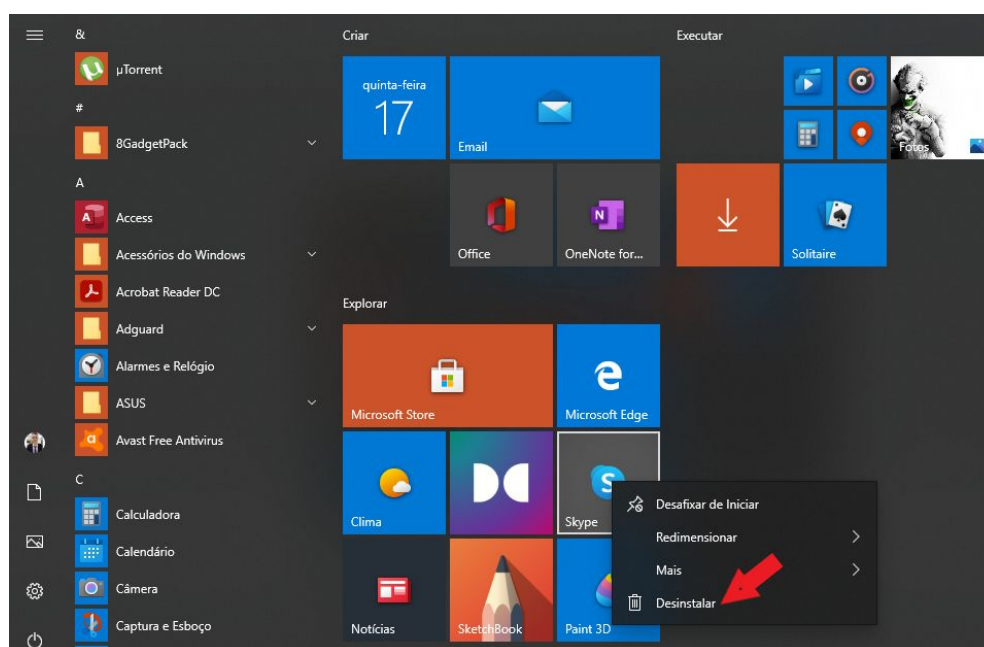 &
µTorrent
#
8GadgetPack
A
Access
Acessórios do Windows
Acrobat Reader DC
Adguard
Alarmes e Relógio
ASUS
Avast Free Antivirus
C
Calculadora
Calendário
Câmera
Captura e Esboço
Criar
quinta-feira
17
Email
Office
OneNote for...
Explorar
Microsoft Store
Microsoft Edge
Clima
Skype
Notícias
SketchBook
Paint 3D
Executar
Fotos
Solitaire
Desafixar de Iniciar
Redimensionar
Mais
Desinstalar